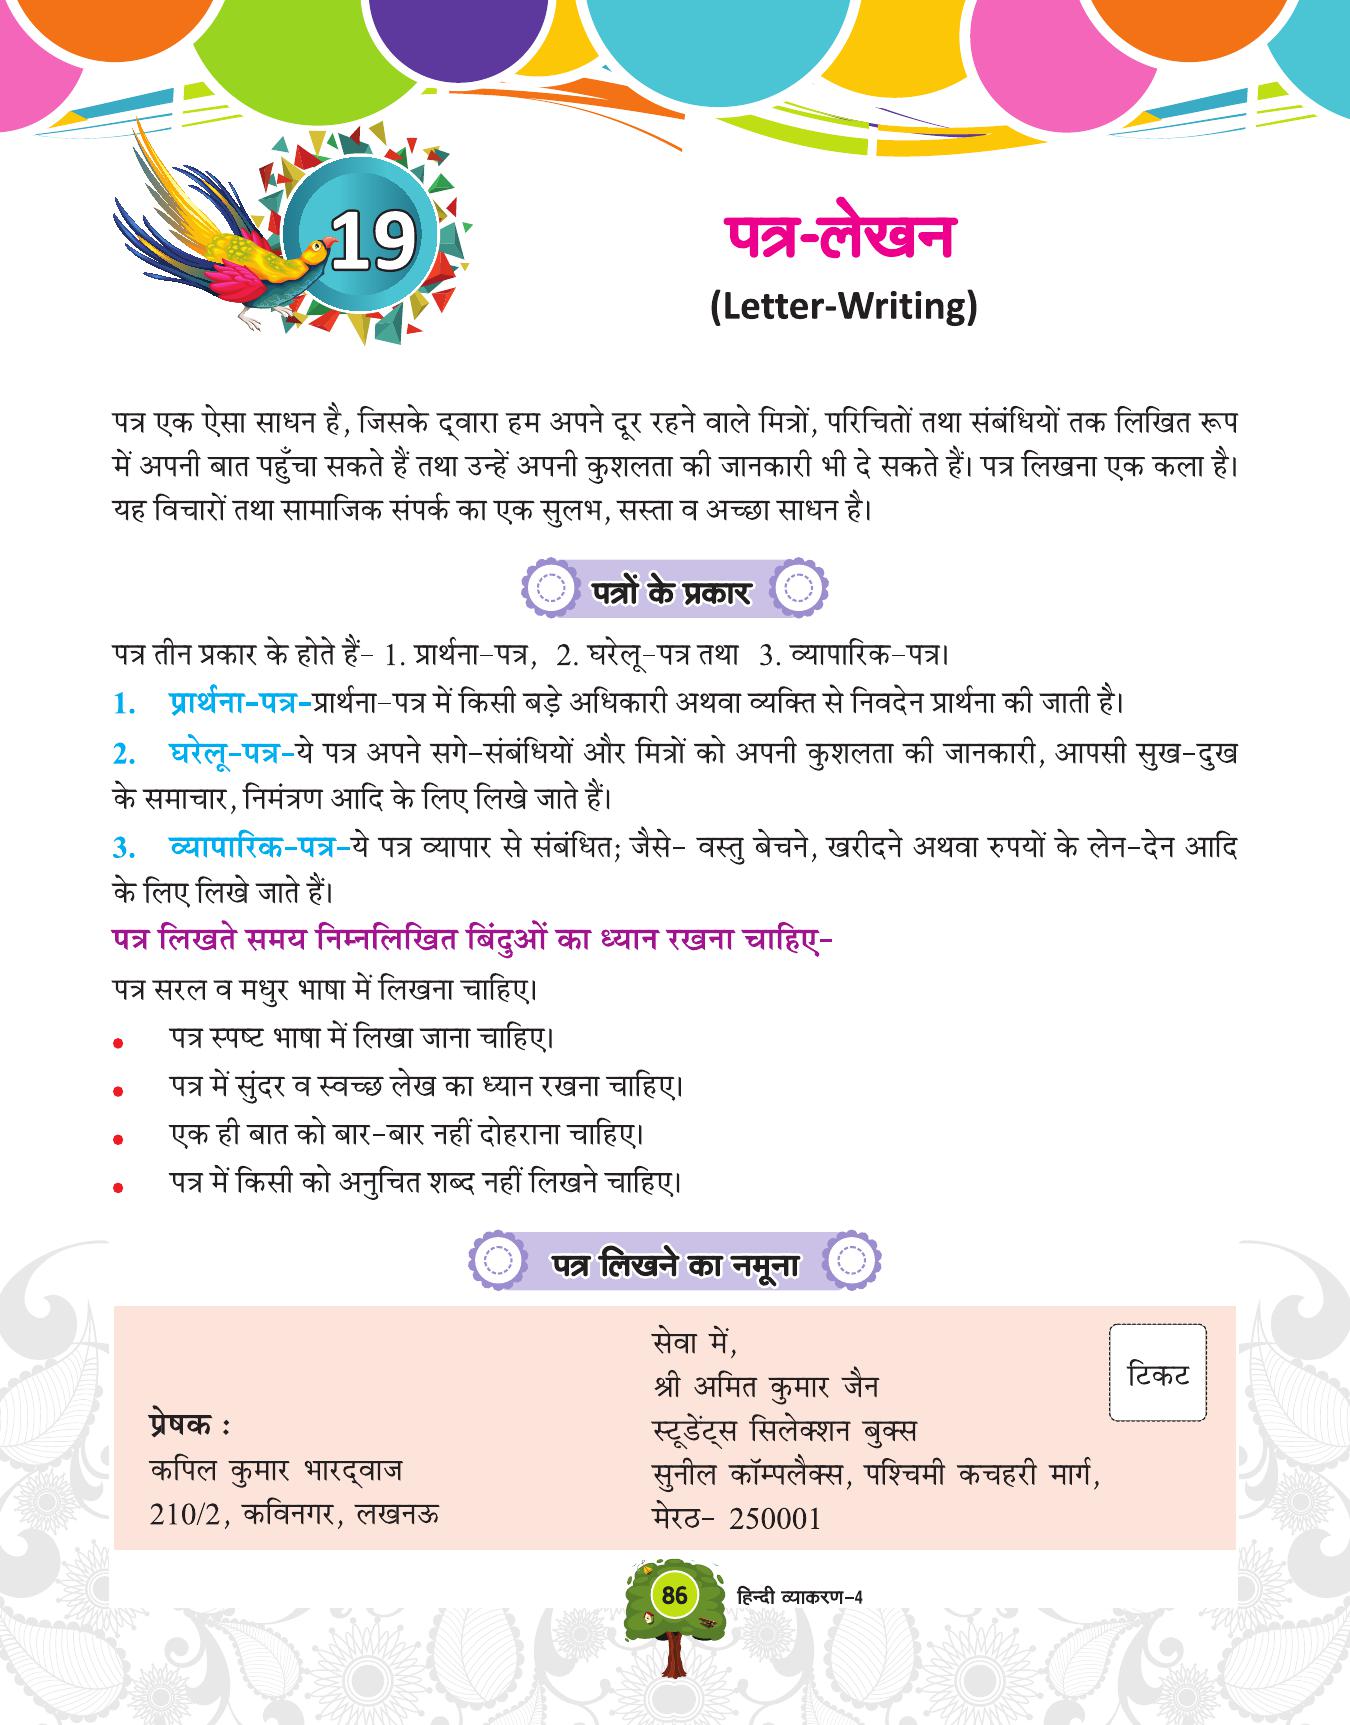 19
पत्र-लेखन
(Letter-Writing)
पत्र एक ऐसा साधन है, जिसके द्वारा हम अपने दूर रहने वाले मित्रों, परिचितों तथा संबंधियों तक लिखित रूप
में अपनी बात पहुँचा सकते हैं तथा उन्हें अपनी कुशलता की जानकारी भी दे सकते हैं। पत्र लिखना एक कला है।
यह विचारों तथा सामाजिक संपर्क का एक सुलभ, सस्ता व अच्छा साधन है।
पत्रों के प्रकार
पत्र तीन प्रकार के होते हैं- 1. प्रार्थना-पत्र, 2. घरेलू-पत्र तथा 3. व्यापारिक-पत्र।
1. प्रार्थना-पत्र-प्रार्थना-पत्र में किसी बड़े अधिकारी अथवा व्यक्ति से निवदेन प्रार्थना की जाती है।
2. घरेलू-पत्र-ये पत्र अपने सगे-संबंधियों और मित्रों को अपनी कुशलता की जानकारी, आपसी सुख-दुख
के समाचार, निमंत्रण आदि के लिए लिखे जाते हैं।
3. व्यापारिक-पत्र-ये पत्र व्यापार से संबंधित; जैसे- वस्तु बेचने, खरीदने अथवा रुपयों के लेन-देन आदि
के लिए लिखे जाते हैं।
पत्र लिखते समय निम्नलिखित बिंदुओं का ध्यान रखना चाहिए-
पत्र सरल व मधुर भाषा में लिखना चाहिए।
• पत्र स्पष्ट भाषा में लिखा जाना चाहिए।
• पत्र में सुंदर व स्वच्छ लेख का ध्यान रखना चाहिए।
• एक ही बात को बार-बार नहीं दोहराना चाहिए।
• पत्र में किसी को अनुचित शब्द नहीं लिखने चाहिए।
पत्र लिखने का नमूना
प्रेषक :
कपिल कुमार भारद्वाज
210/2, कविनगर, लखनऊ
सेवा में,
श्री अमित कुमार जैन
स्टूडेंट्स सिलेक्शन बुक्स
सुनील कॉम्पलैक्स, पश्चिमी कचहरी मार्ग,
मेरठ- 250001
टिकट
86 हिन्दी व्याकरण-4